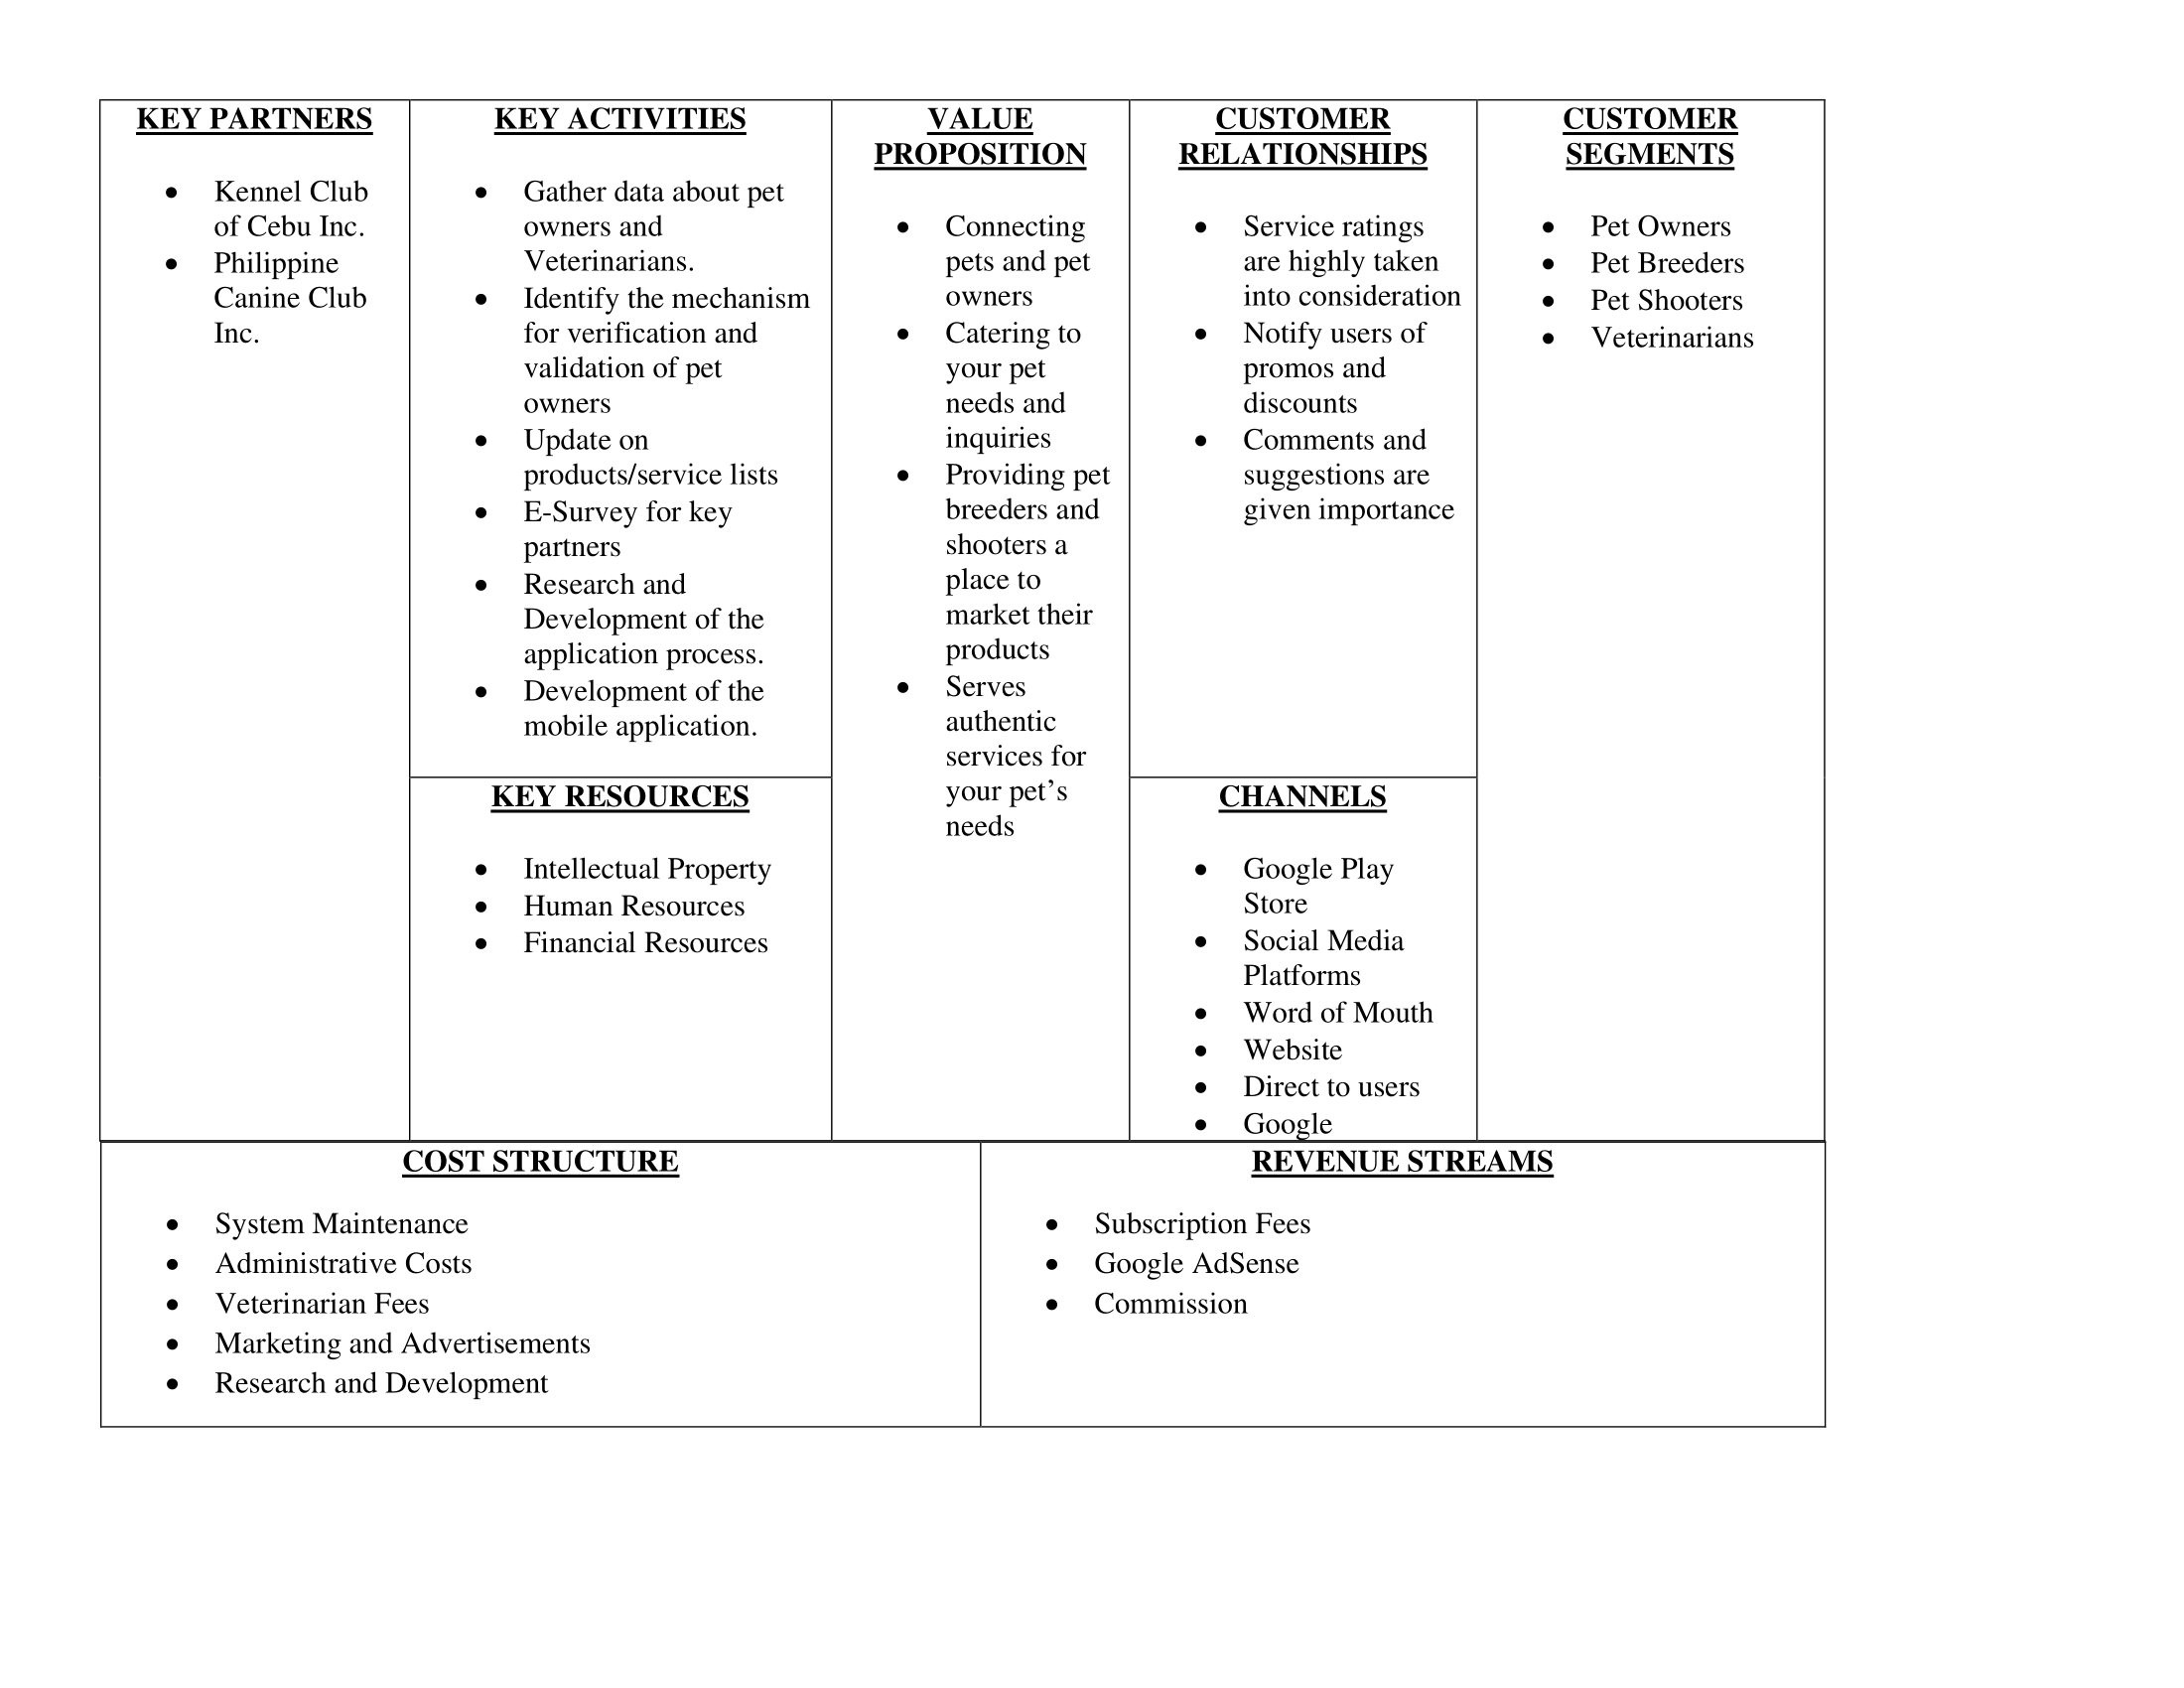 KEY PARTNERS
• Kennel Club
of Cebu Inc.
• Philippine
Canine Club
Inc.
KEY ACTIVITIES
• Gather data about pet
owners and
Veterinarians.
• Identify the mechanism
for verification and
validation of pet
owners
• Update on
products/service lists
• E-Survey for key
partners
• Research and
Development of the
application process.
• Development of the
mobile application.
KEY RESOURCES
• Intellectual Property
• Human Resources
• Financial Resources
VALUE
PROPOSITION
• Connecting
pets and pet
owners
• Catering to
your pet
needs and
inquiries
• Providing pet
breeders and
shooters a
place to
market their
products
• Serves
authentic
services for
your pet’s
needs
CUSTOMER
RELATIONSHIPS
• Service ratings
are highly taken
into consideration
• Notify users of
promos and
discounts
• Comments and
suggestions are
given importance
CHANNELS
• Google Play
Store
• Social Media
Platforms
• Word of Mouth
• Website
• Direct to users
• Google
CUSTOMER
SEGMENTS
• Pet Owners
• Pet Breeders
• Pet Shooters
• Veterinarians
COST STRUCTURE
• System Maintenance
• Administrative Costs
• Veterinarian Fees
• Marketing and Advertisements
• Research and Development
REVENUE STREAMS
• Subscription Fees
• Google AdSense
• Commission